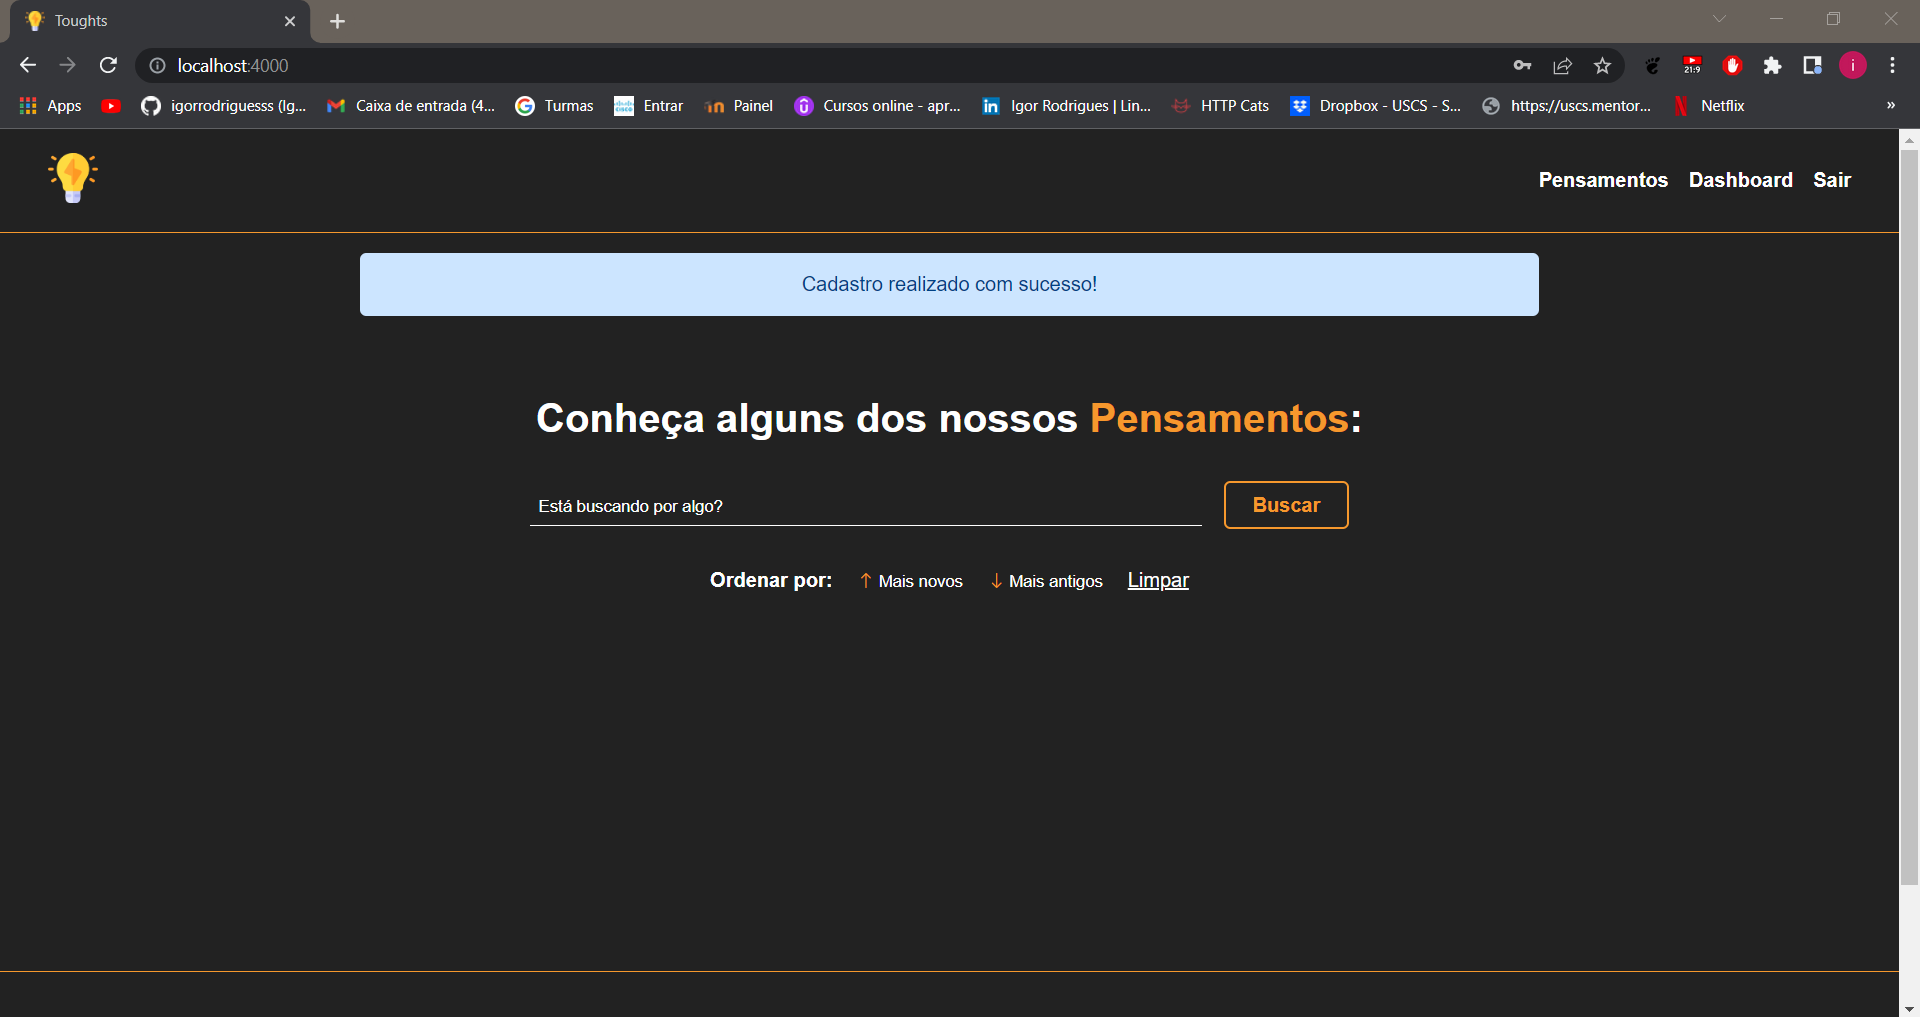 Toughts
localhost:4000
Apps igorrodriguesss (Ig... Caixa de entrada (4... Turmas Entrar Painel Cursos online - apr... Igor Rodrigues | Lin... HTTP Cats Dropbox - USCS - S... https://uscs.mentor... Netflix »
Pensamentos Dashboard Sair
Cadastro realizado com sucesso!
Conheça alguns dos nossos Pensamentos:
Está buscando por algo? Buscar
Ordenar por: ↑ Mais novos ↓ Mais antigos Limpar